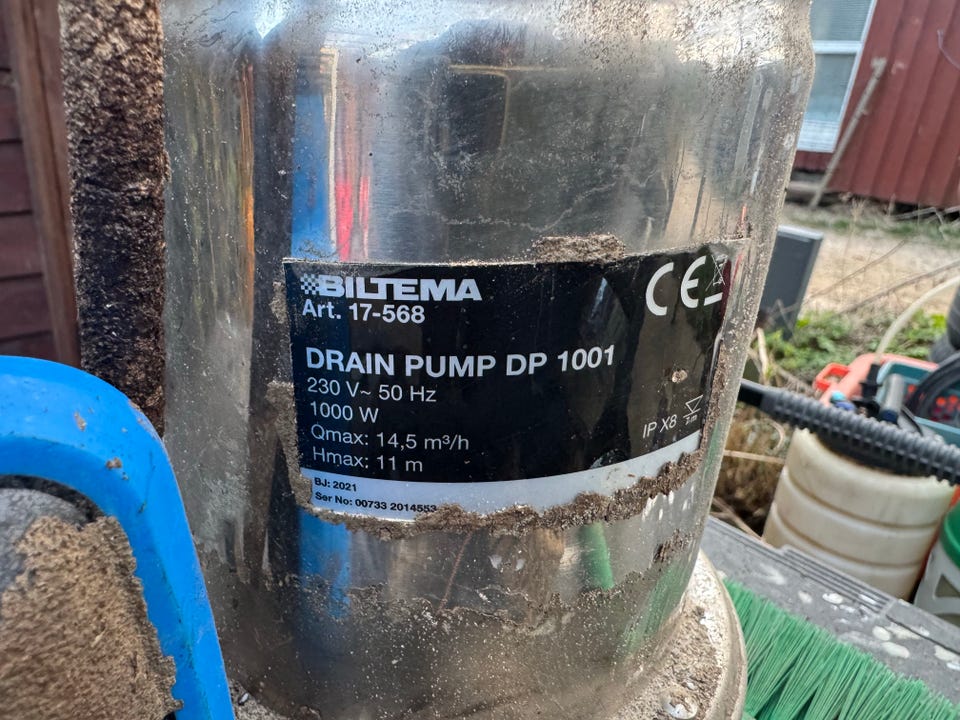 BILTEMA
Art. 17-568
CE
DRAIN PUMP DP 1001
230 V~ 50 Hz
1000 W
Qmax: 14,5 m³/h
Hmax: 11 m
IP X8
BJ: 2021
Ser No: 00733 2014553